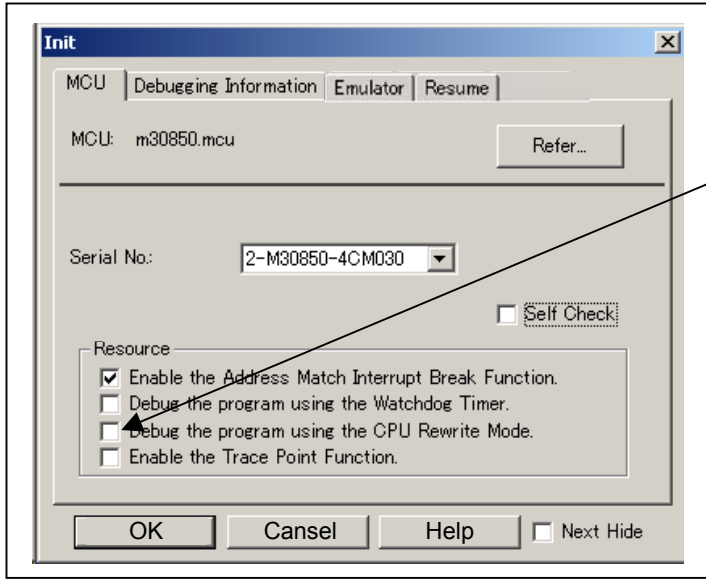 Init
MCU Debugging Information Emulator Resume
MCU: m30850.mcu Refer...
Serial No.: 2-M30850-4CM030
Self Check
Resource
Enable the Address Match Interrupt Break Function.
Debug the program using the Watchdog Timer.
Debug the program using the CPU Rewrite Mode.
Enable the Trace Point Function.
OK Cansel Help Next Hide